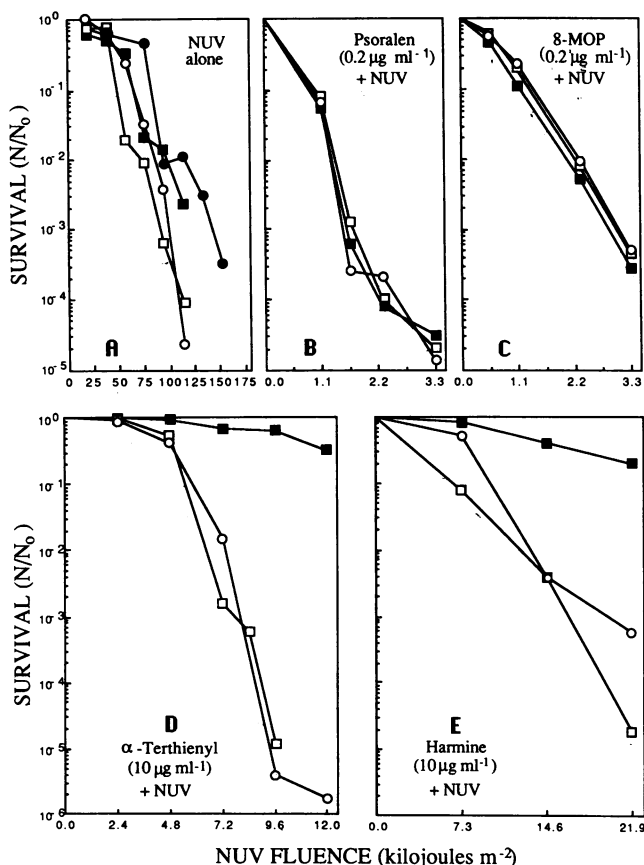 SURVIVAL (N/N₀)
10⁰
10⁻¹
10⁻²
10⁻³
10⁻⁴
10⁻⁵
NUV
alone
A
25 50 75 100 125 150 175
Psoralen
(0.2 µg ml⁻¹)
+ NUV
B
0.0 1.1 2.2 3.3
8-MOP
(0.2 µg ml⁻¹)
+ NUV
C
0.0 1.1 2.2 3.3
SURVIVAL (N/N₀)
10⁰
10⁻¹
10⁻²
10⁻³
10⁻⁴
10⁻⁵
D
α-Terthienyl
(10 µg ml⁻¹)
+ NUV
0.0 2.4 4.8 7.2 9.6 12.0
E
Harmine
(10 µg ml⁻¹)
+ NUV
0.0 7.3 14.6 21.9
NUV FLUENCE (kilojoules m⁻²)